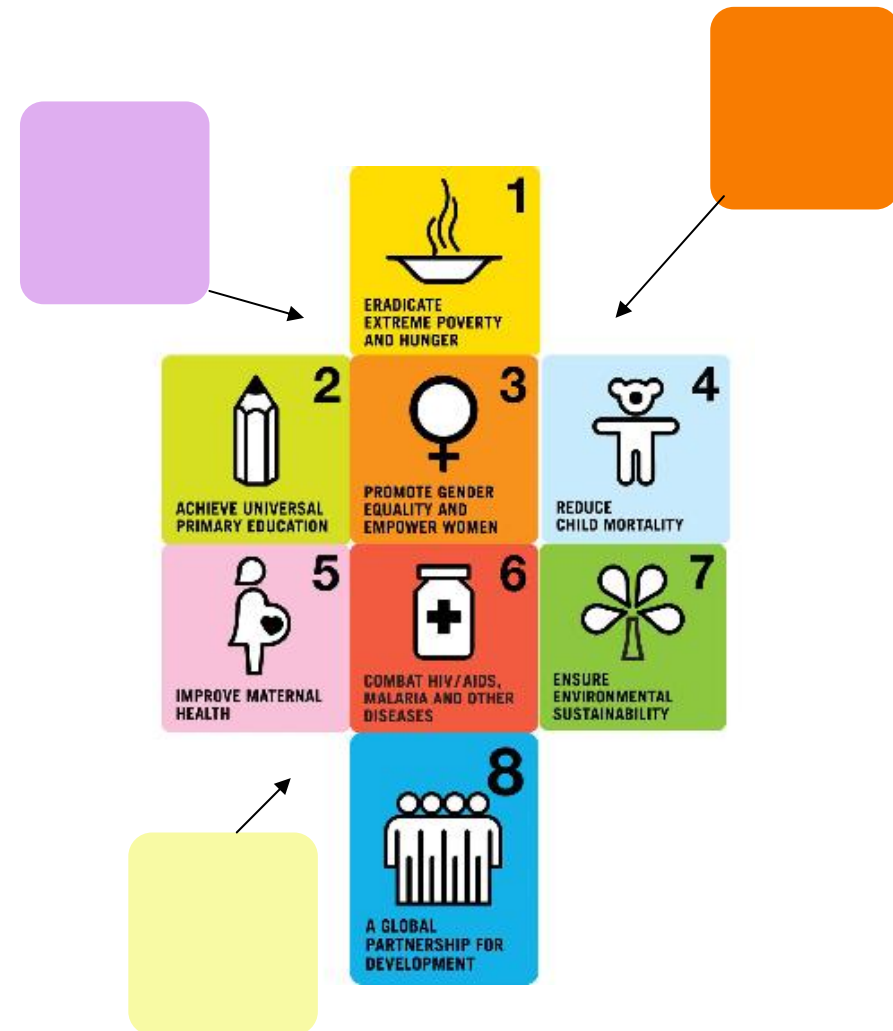 1
ERADICATE
EXTREME POVERTY
AND HUNGER
2
ACHIEVE UNIVERSAL
PRIMARY EDUCATION
3
PROMOTE GENDER
EQUALITY AND
EMPOWER WOMEN
4
REDUCE
CHILD MORTALITY
5
IMPROVE MATERNAL
HEALTH
6
COMBAT HIV/AIDS,
MALARIA AND OTHER
DISEASES
7
ENSURE
ENVIRONMENTAL
SUSTAINABILITY
8
A GLOBAL
PARTNERSHIP FOR
DEVELOPMENT